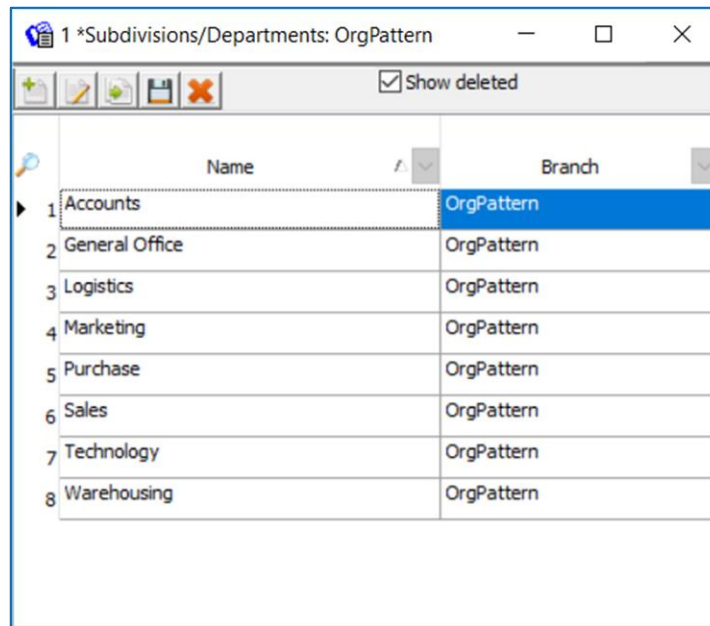 1 *Subdivisions/Departments: OrgPattern
Show deleted
Name Branch
1 Accounts OrgPattern
2 General Office OrgPattern
3 Logistics OrgPattern
4 Marketing OrgPattern
5 Purchase OrgPattern
6 Sales OrgPattern
7 Technology OrgPattern
8 Warehousing OrgPattern